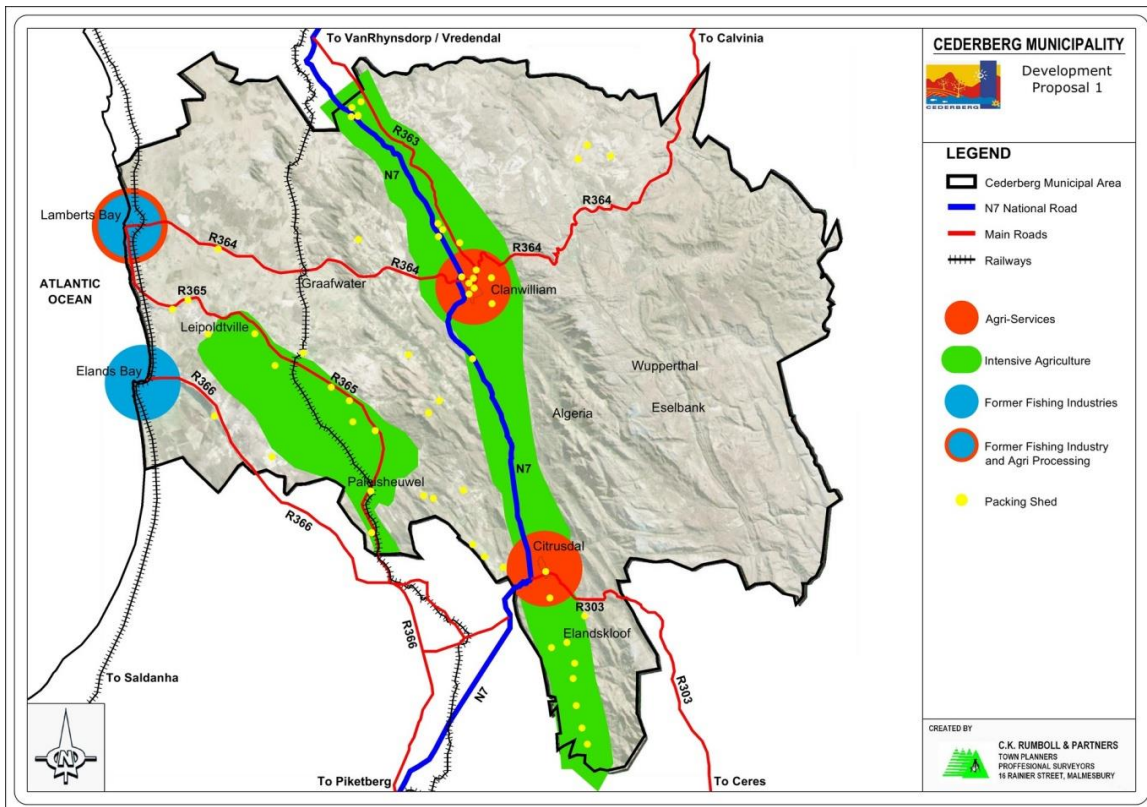 To VanRhynsdorp / Vredendal
To Calvinia
R363
N7
R364
Lamberts Bay
R364
R364
R364
Clanwilliam
Graafwater
ATLANTIC
OCEAN
R365
Leipoldtville
Elands Bay
R366
R365
Wupperthal
Algeria
Eselbank
N7
Paleisheuwel
R366
Citrusdal
R303
Elandskloof
R366
To Saldanha
N7
R303
To Piketberg
To Ceres
N
CEDERBERG MUNICIPALITY
CEDERBERG
Development
Proposal 1
LEGEND
Cederberg Municipal Area
N7 National Road
Main Roads
Railways
Agri-Services
Intensive Agriculture
Former Fishing Industries
Former Fishing Industry
and Agri Processing
Packing Shed
CREATED BY
C.K. RUMBOLL & PARTNERS
TOWN PLANNERS
PROFFESIONAL SURVEYORS
16 RAINIER STREET, MALMESBURY